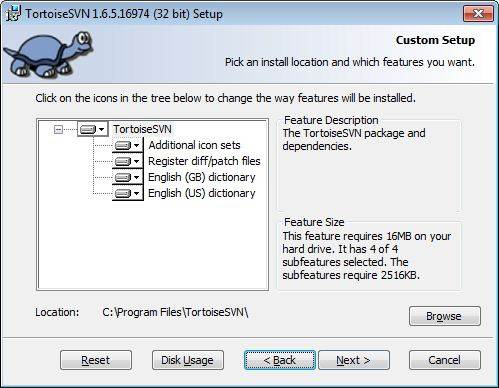 TortoiseSVN 1.6.5.16974 (32 bit) Setup
Custom Setup
Pick an install location and which features you want.
Click on the icons in the tree below to change the way features will be installed.
TortoiseSVN
Additional icon sets
Register diff/patch files
English (GB) dictionary
English (US) dictionary
Feature Description
The TortoiseSVN package and
dependencies.
Feature Size
This feature requires 16MB on your
hard drive. It has 4 of 4
subfeatures selected. The
subfeatures require 2516KB.
Location: C:\Program Files\TortoiseSVN\
Browse
Reset Disk Usage < Back Next > Cancel